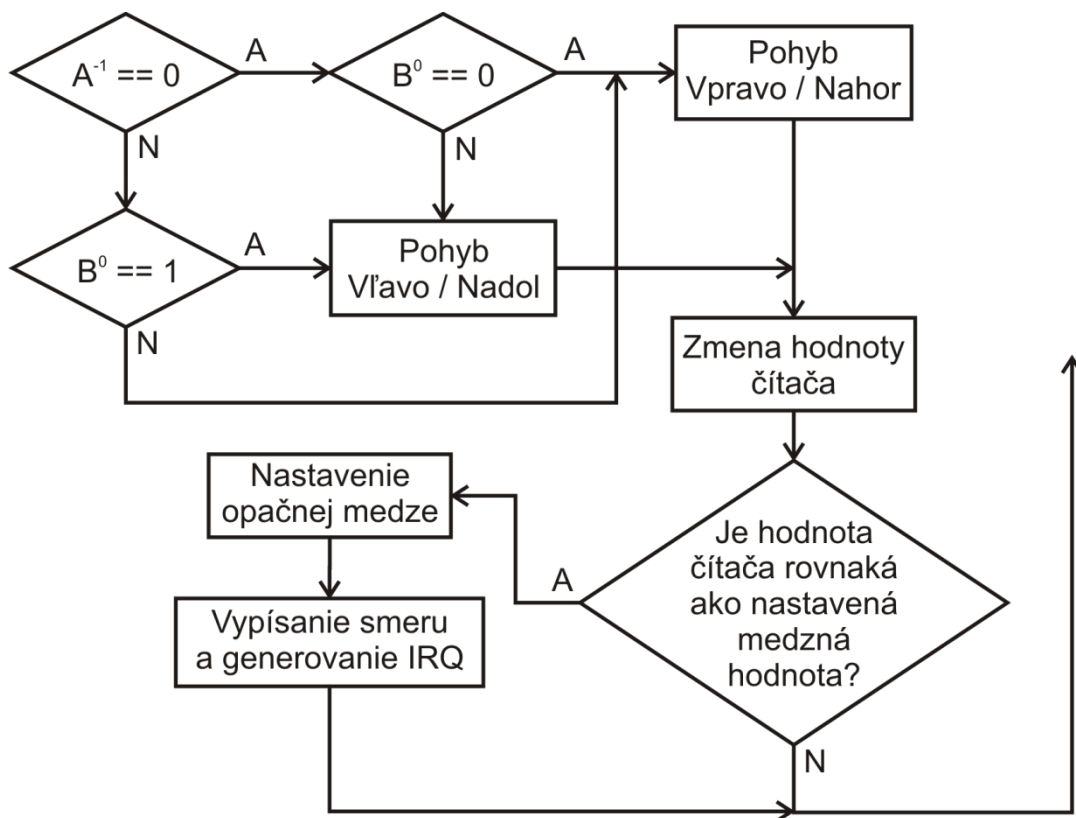 A⁻¹ == 0
A
B⁰ == 0
A
Pohyb
Vpravo / Nahor
N
N
B⁰ == 1
A
Pohyb
Vľavo / Nadol
N
Zmena hodnoty
čítača
Nastavenie
opačnej medze
Je hodnota
čítača rovnaká
ako nastavená
medzná
hodnota?
A
Vypísanie smeru
a generovanie IRQ
N